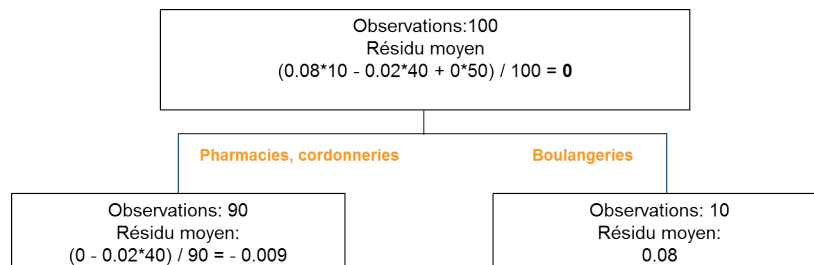 Observations:100
Résidu moyen
(0.08*10 - 0.02*40 + 0*50) / 100 = 0
Pharmacies, cordonneries
Boulangeries
Observations: 90
Résidu moyen:
(0 - 0.02*40) / 90 = - 0.009
Observations: 10
Résidu moyen:
0.08